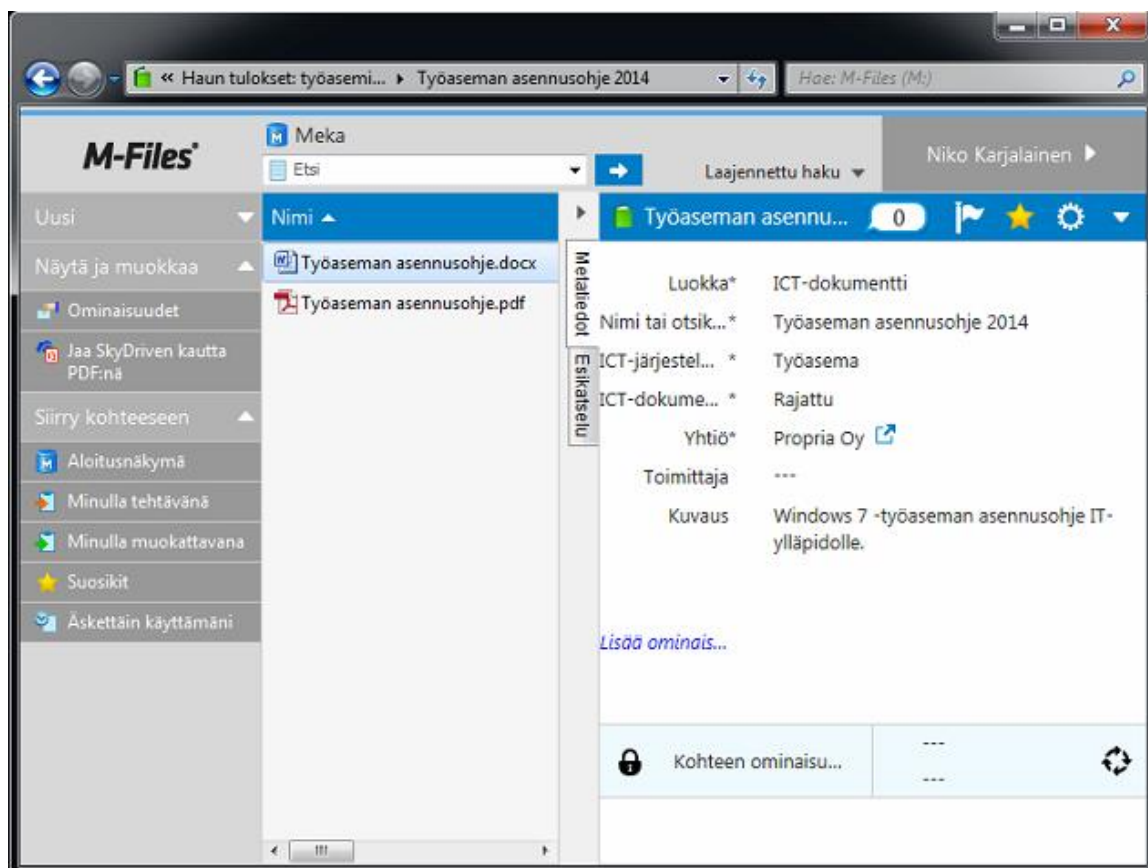 « Haun tulokset: työasemi... ▸ Työaseman asennusohje 2014
Hae: M-Files (M:)
M-Files®
Meka
Etsi
Laajennettu haku
Niko Karjalainen
Uusi
Näytä ja muokkaa
Ominaisuudet
Jaa SkyDriven kautta
PDF:nä
Siirry kohteeseen
Aloitusnäkymä
Minulla tehtävänä
Minulla muokattavana
Suosikit
Äskettäin käyttämäni
Nimi
Työaseman asennusohje.docx
Työaseman asennusohje.pdf
Metatiedot
Esikatselu
Työaseman asennu... 0
Luokka* ICT-dokumentti
Nimi tai otsik...* Työaseman asennusohje 2014
ICT-järjestel... * Työasema
ICT-dokume... * Rajattu
Yhtiö* Propria Oy
Toimittaja ---
Kuvaus Windows 7 -työaseman asennusohje IT-
ylläpidolle.
Lisää ominais...
Kohteen ominaisu... ---
---